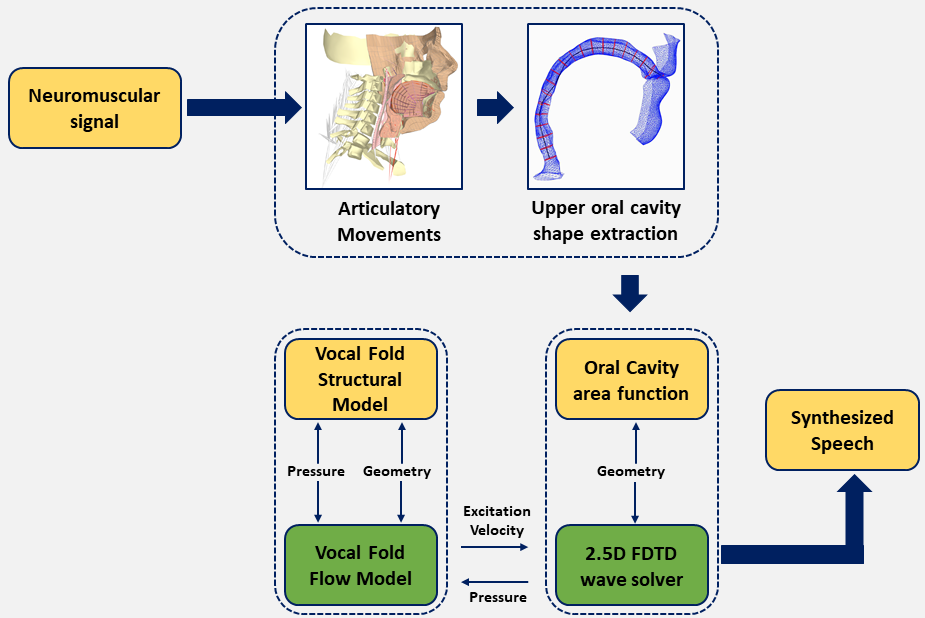 Neuromuscular
signal
Articulatory
Movements
Upper oral cavity
shape extraction
Vocal Fold
Structural
Model
Pressure
Geometry
Vocal Fold
Flow Model
Excitation
Velocity
Pressure
Oral Cavity
area function
Geometry
2.5D FDTD
wave solver
Synthesized
Speech